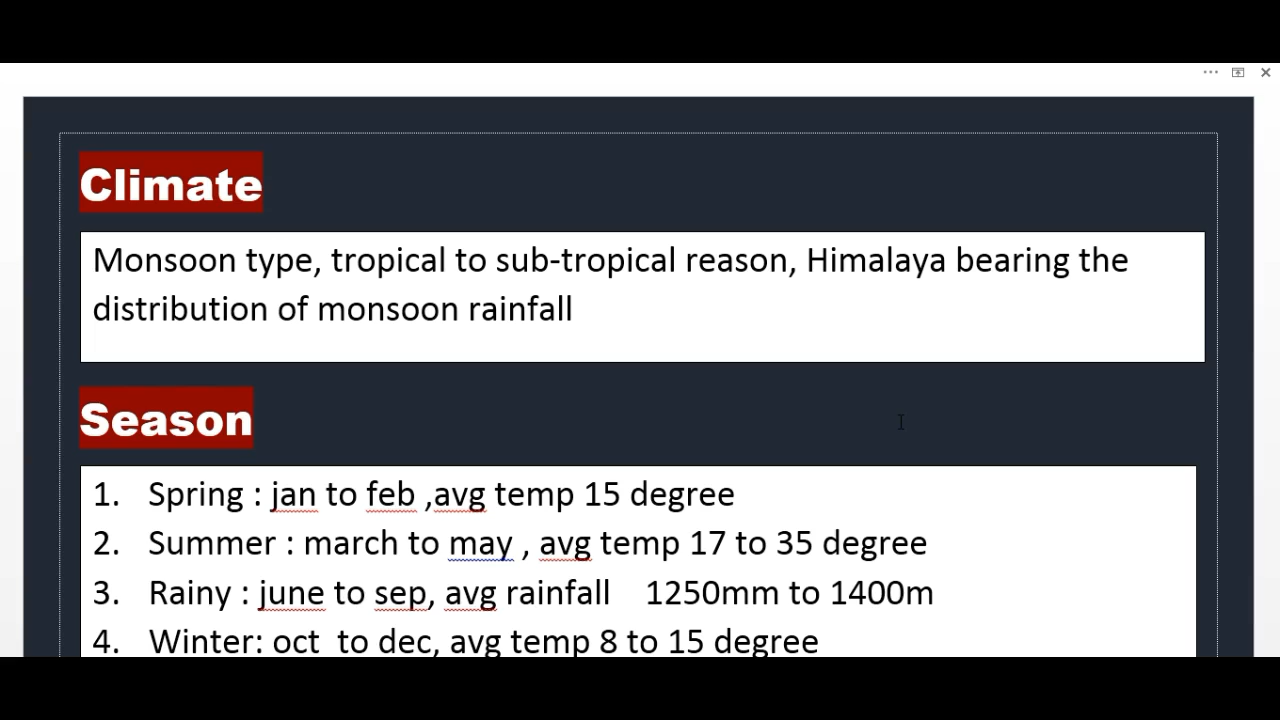 Climate
Monsoon type, tropical to sub-tropical reason, Himalaya bearing the
distribution of monsoon rainfall
Season
1. Spring : jan to feb ,avg temp 15 degree
2. Summer : march to may , avg temp 17 to 35 degree
3. Rainy : june to sep, avg rainfall 1250mm to 1400m
4. Winter: oct to dec, avg temp 8 to 15 degree